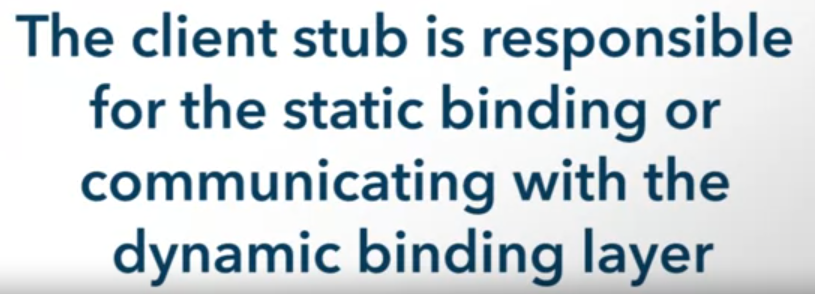 The client stub is responsible
for the static binding or
communicating with the
dynamic binding layer